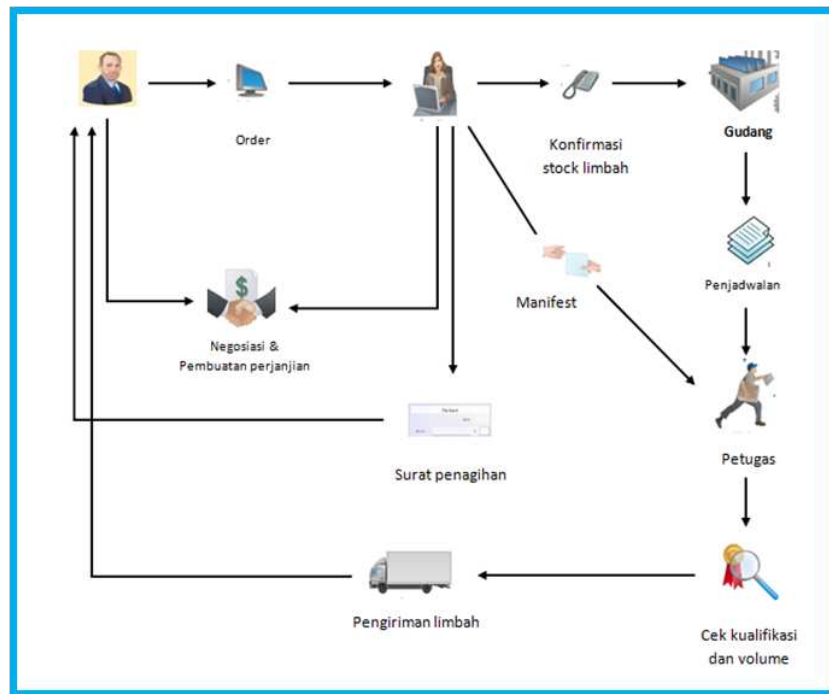 Order
Konfirmasi
stock limbah
Gudang
Penjadwalan
Manifest
Negosiasi &
Pembuatan perjanjian
Petugas
Surat penagihan
Pengiriman limbah
Cek kualifikasi
dan volume